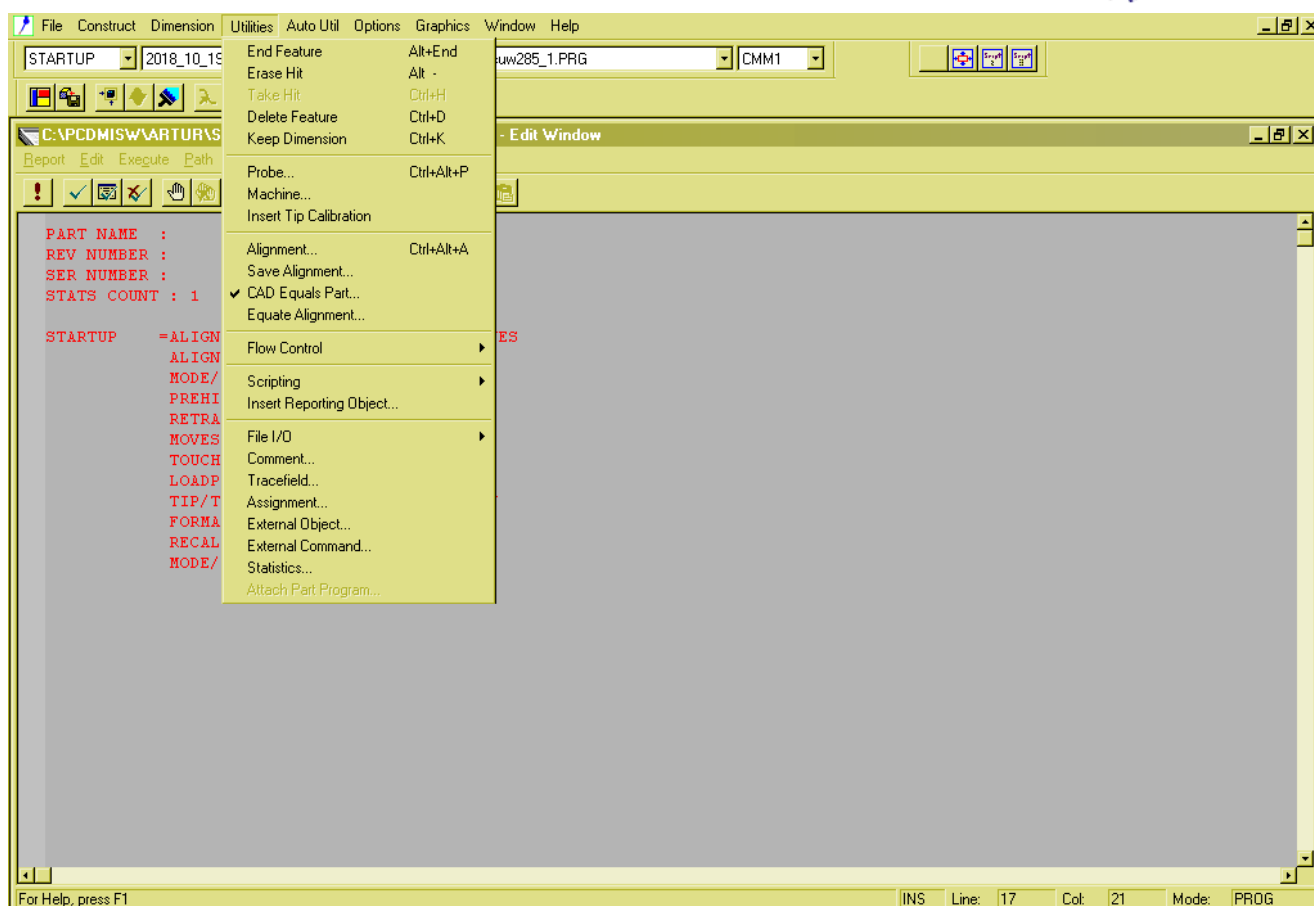 File Construct Dimension Utilities Auto Util Options Graphics Window Help
STARTUP 2018_10_19 euw285_1.PRG CMM1
C:\PCDMISW\ARTUR\S - Edit Window
Report Edit Execute Path
End Feature Alt+End
Erase Hit Alt -
Take Hit Ctrl+H
Delete Feature Ctrl+D
Keep Dimension Ctrl+K
Probe... Ctrl+Alt+P
Machine...
Insert Tip Calibration
Alignment... Ctrl+Alt+A
Save Alignment...
CAD Equals Part...
Equate Alignment...
Flow Control
Scripting
Insert Reporting Object...
File I/O
Comment...
Tracefield...
Assignment...
External Object...
External Command...
Statistics...
Attach Part Program...
PART NAME :
REV NUMBER :
SER NUMBER :
STATS COUNT : 1
STARTUP =ALIGN ES
ALIGN
MODE/
PREHI
RETRA
MOVES
TOUCH
LOADP
TIP/T
FORMA
RECAL
MODE/
For Help, press F1 INS Line: 17 Col: 21 Mode: PROG